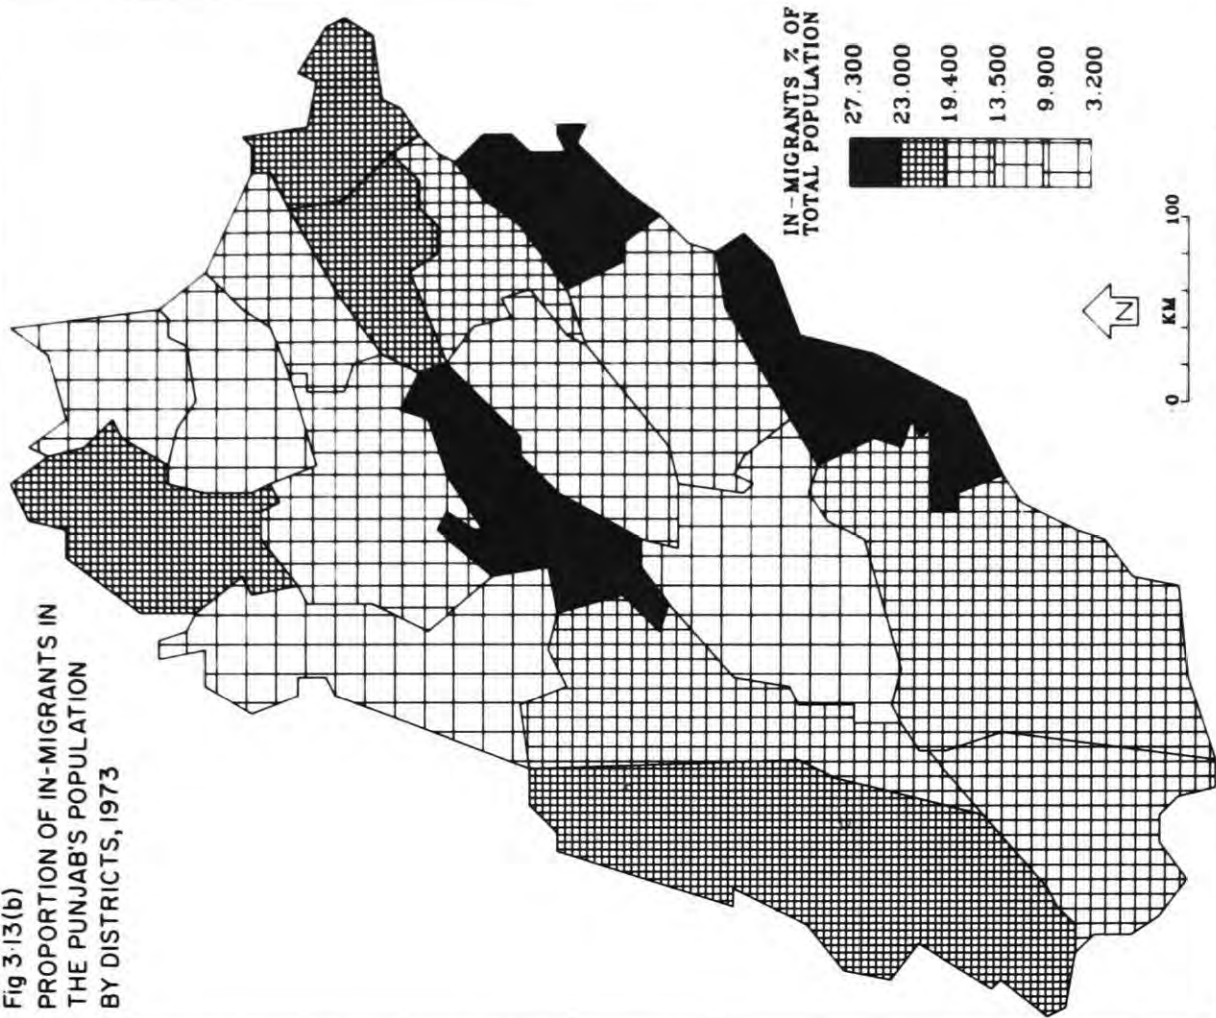 Fig 3·13(b)
PROPORTION OF IN-MIGRANTS IN
THE PUNJAB'S POPULATION
BY DISTRICTS, 1973
IN-MIGRANTS % OF
TOTAL POPULATION
27.300
23.000
19.400
13.500
9.900
3.200
N
0 KM 100